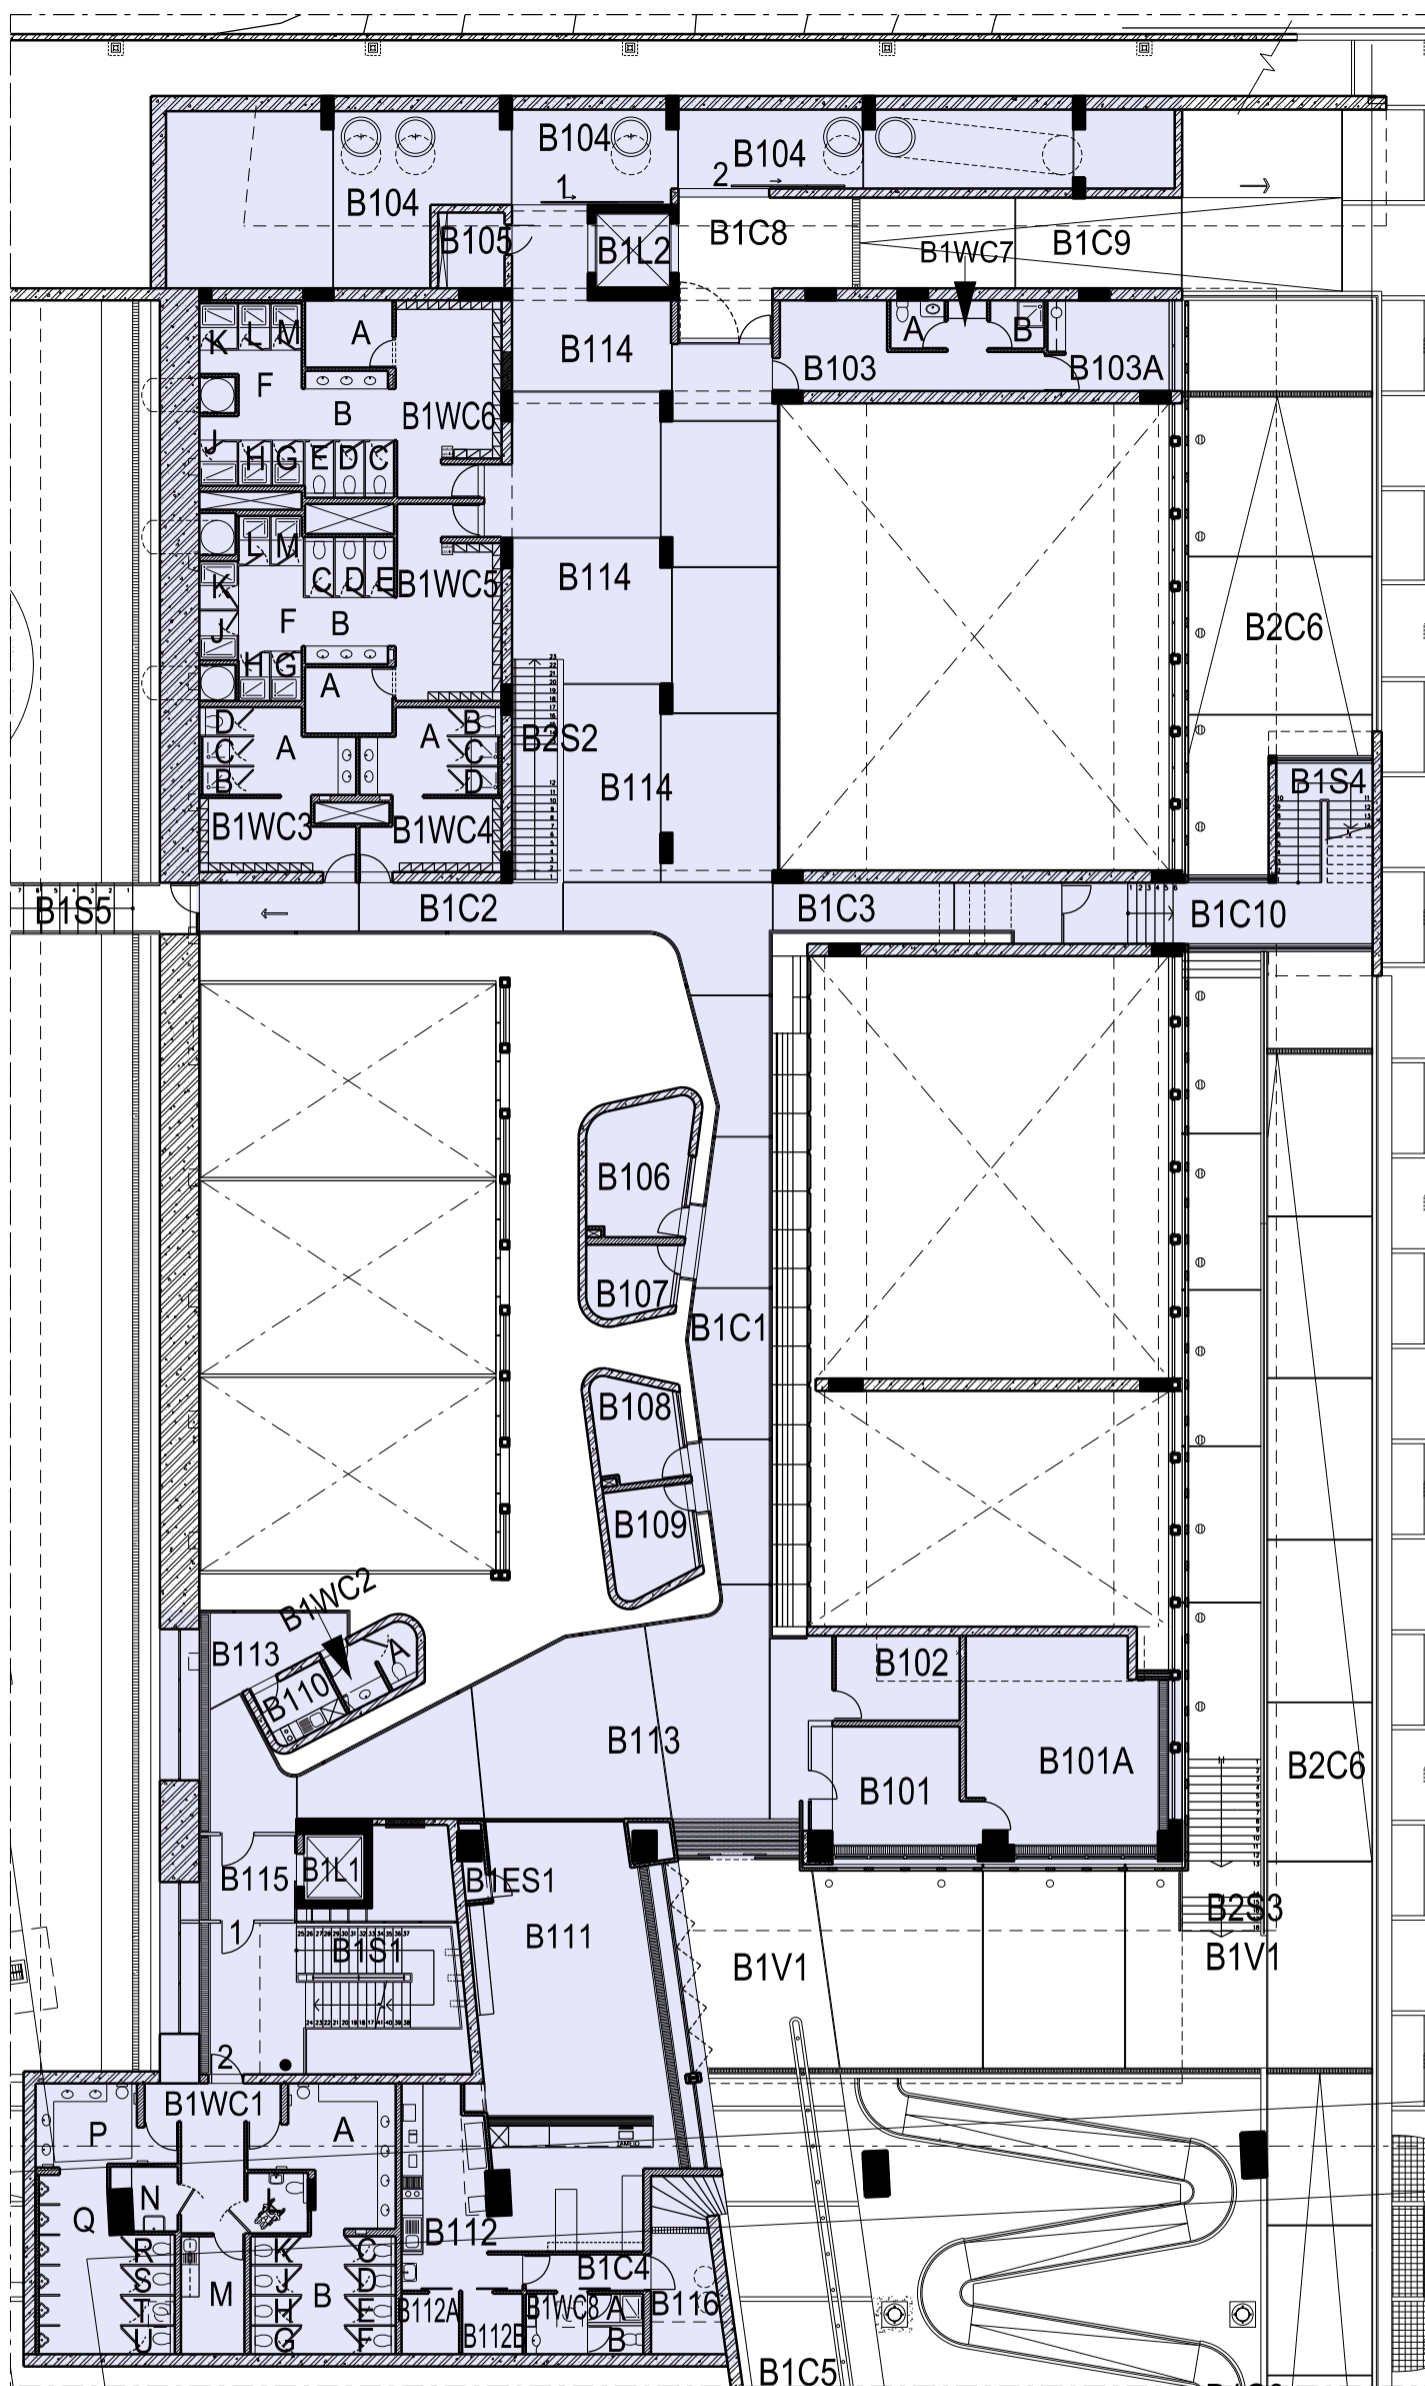 B104
B104
B104
1
2
B105
B1L2
B1C8
B1WC7
B1C9
K
L
M
A
F
B
B1WC6
B114
B103
A
B
B103A
J
H
G
E
D
C
L
M
K
C
D
E
B1WC5
B114
J
F
B
H
G
A
B2C6
D
C
B
A
A
B
C
D
B2S2
B114
B1S4
B1WC3
B1WC4
B1S5
B1C2
B1C3
B1C10
B106
B107
B1C1
B108
B109
B1WC2
B113
A
B110
B102
B113
B101
B101A
B2C6
B115
B1L1
B1ES1
1
B1S1
B111
B1V1
B2S3
B1V1
2
B1WC1
P
A
N
L
Q
B112
R
K
C
S
J
D
M
B
T
H
E
U
G
F
B1C4
B112A
B112B
B1WC8
A
B
B116
B1C5